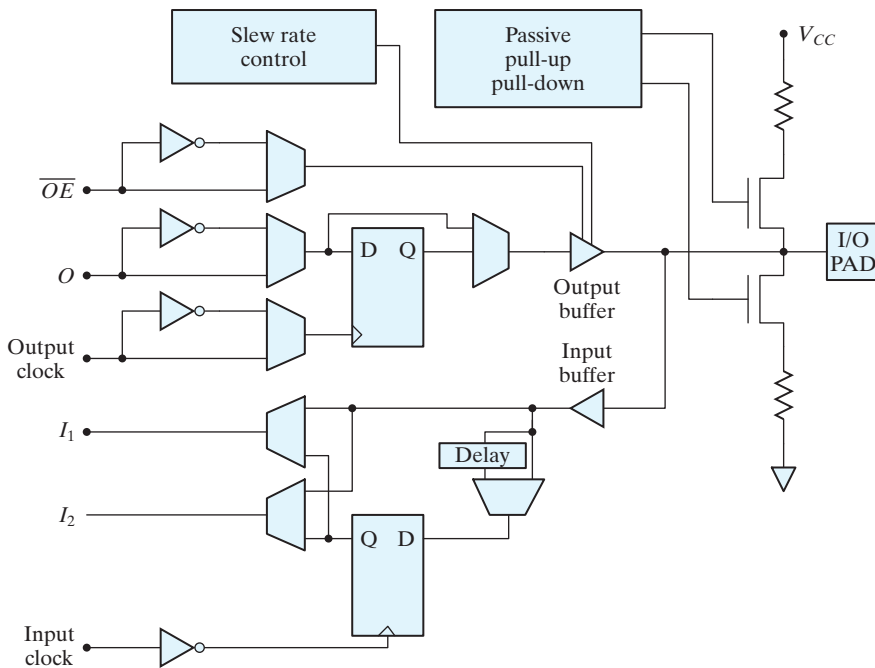 Slew rate
control
Passive
pull-up
pull-down
V_CC
\overline{OE}
O
D Q
I/O
PAD
Output
buffer
Output
clock
Input
buffer
I_1
Delay
I_2
Q D
Input
clock